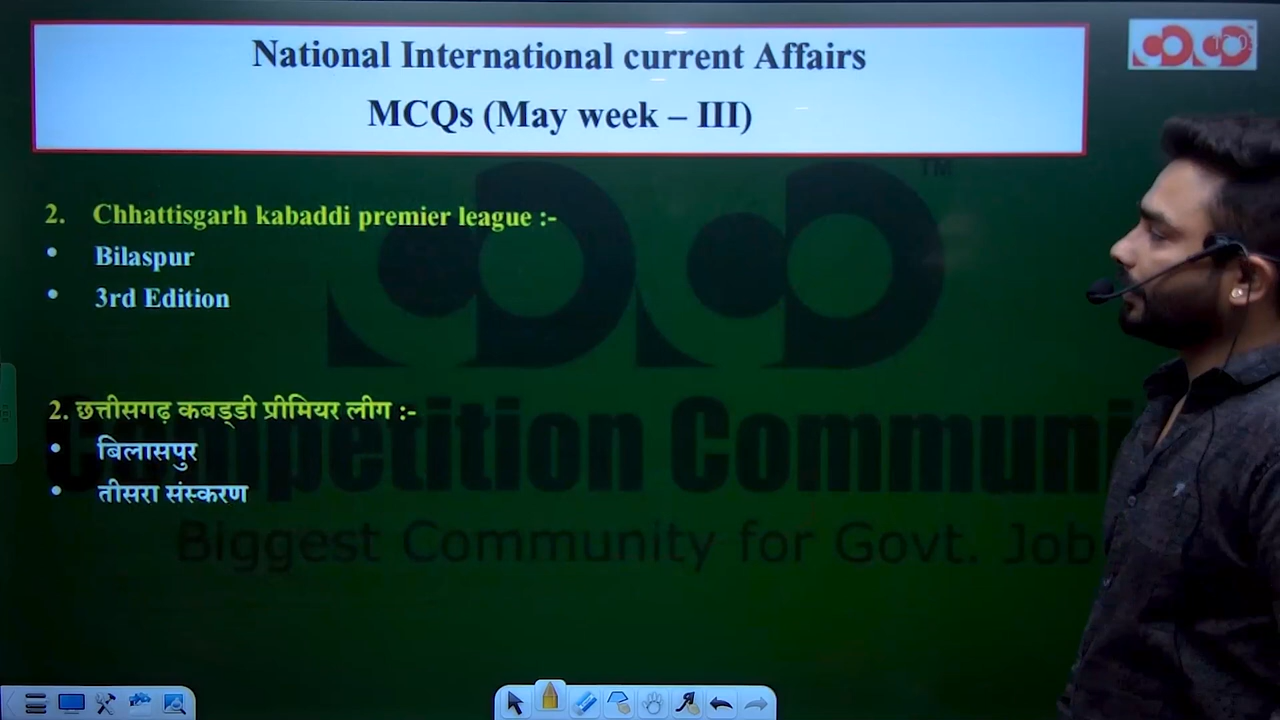 National International current Affairs
MCQs (May week – III)
2. Chhattisgarh kabaddi premier league :-
• Bilaspur
• 3rd Edition
2. छत्तीसगढ़ कबड्डी प्रीमियर लीग :-
• बिलासपुर
• तीसरा संस्करण
Competition Communi
Biggest Community for Govt. Job
TM